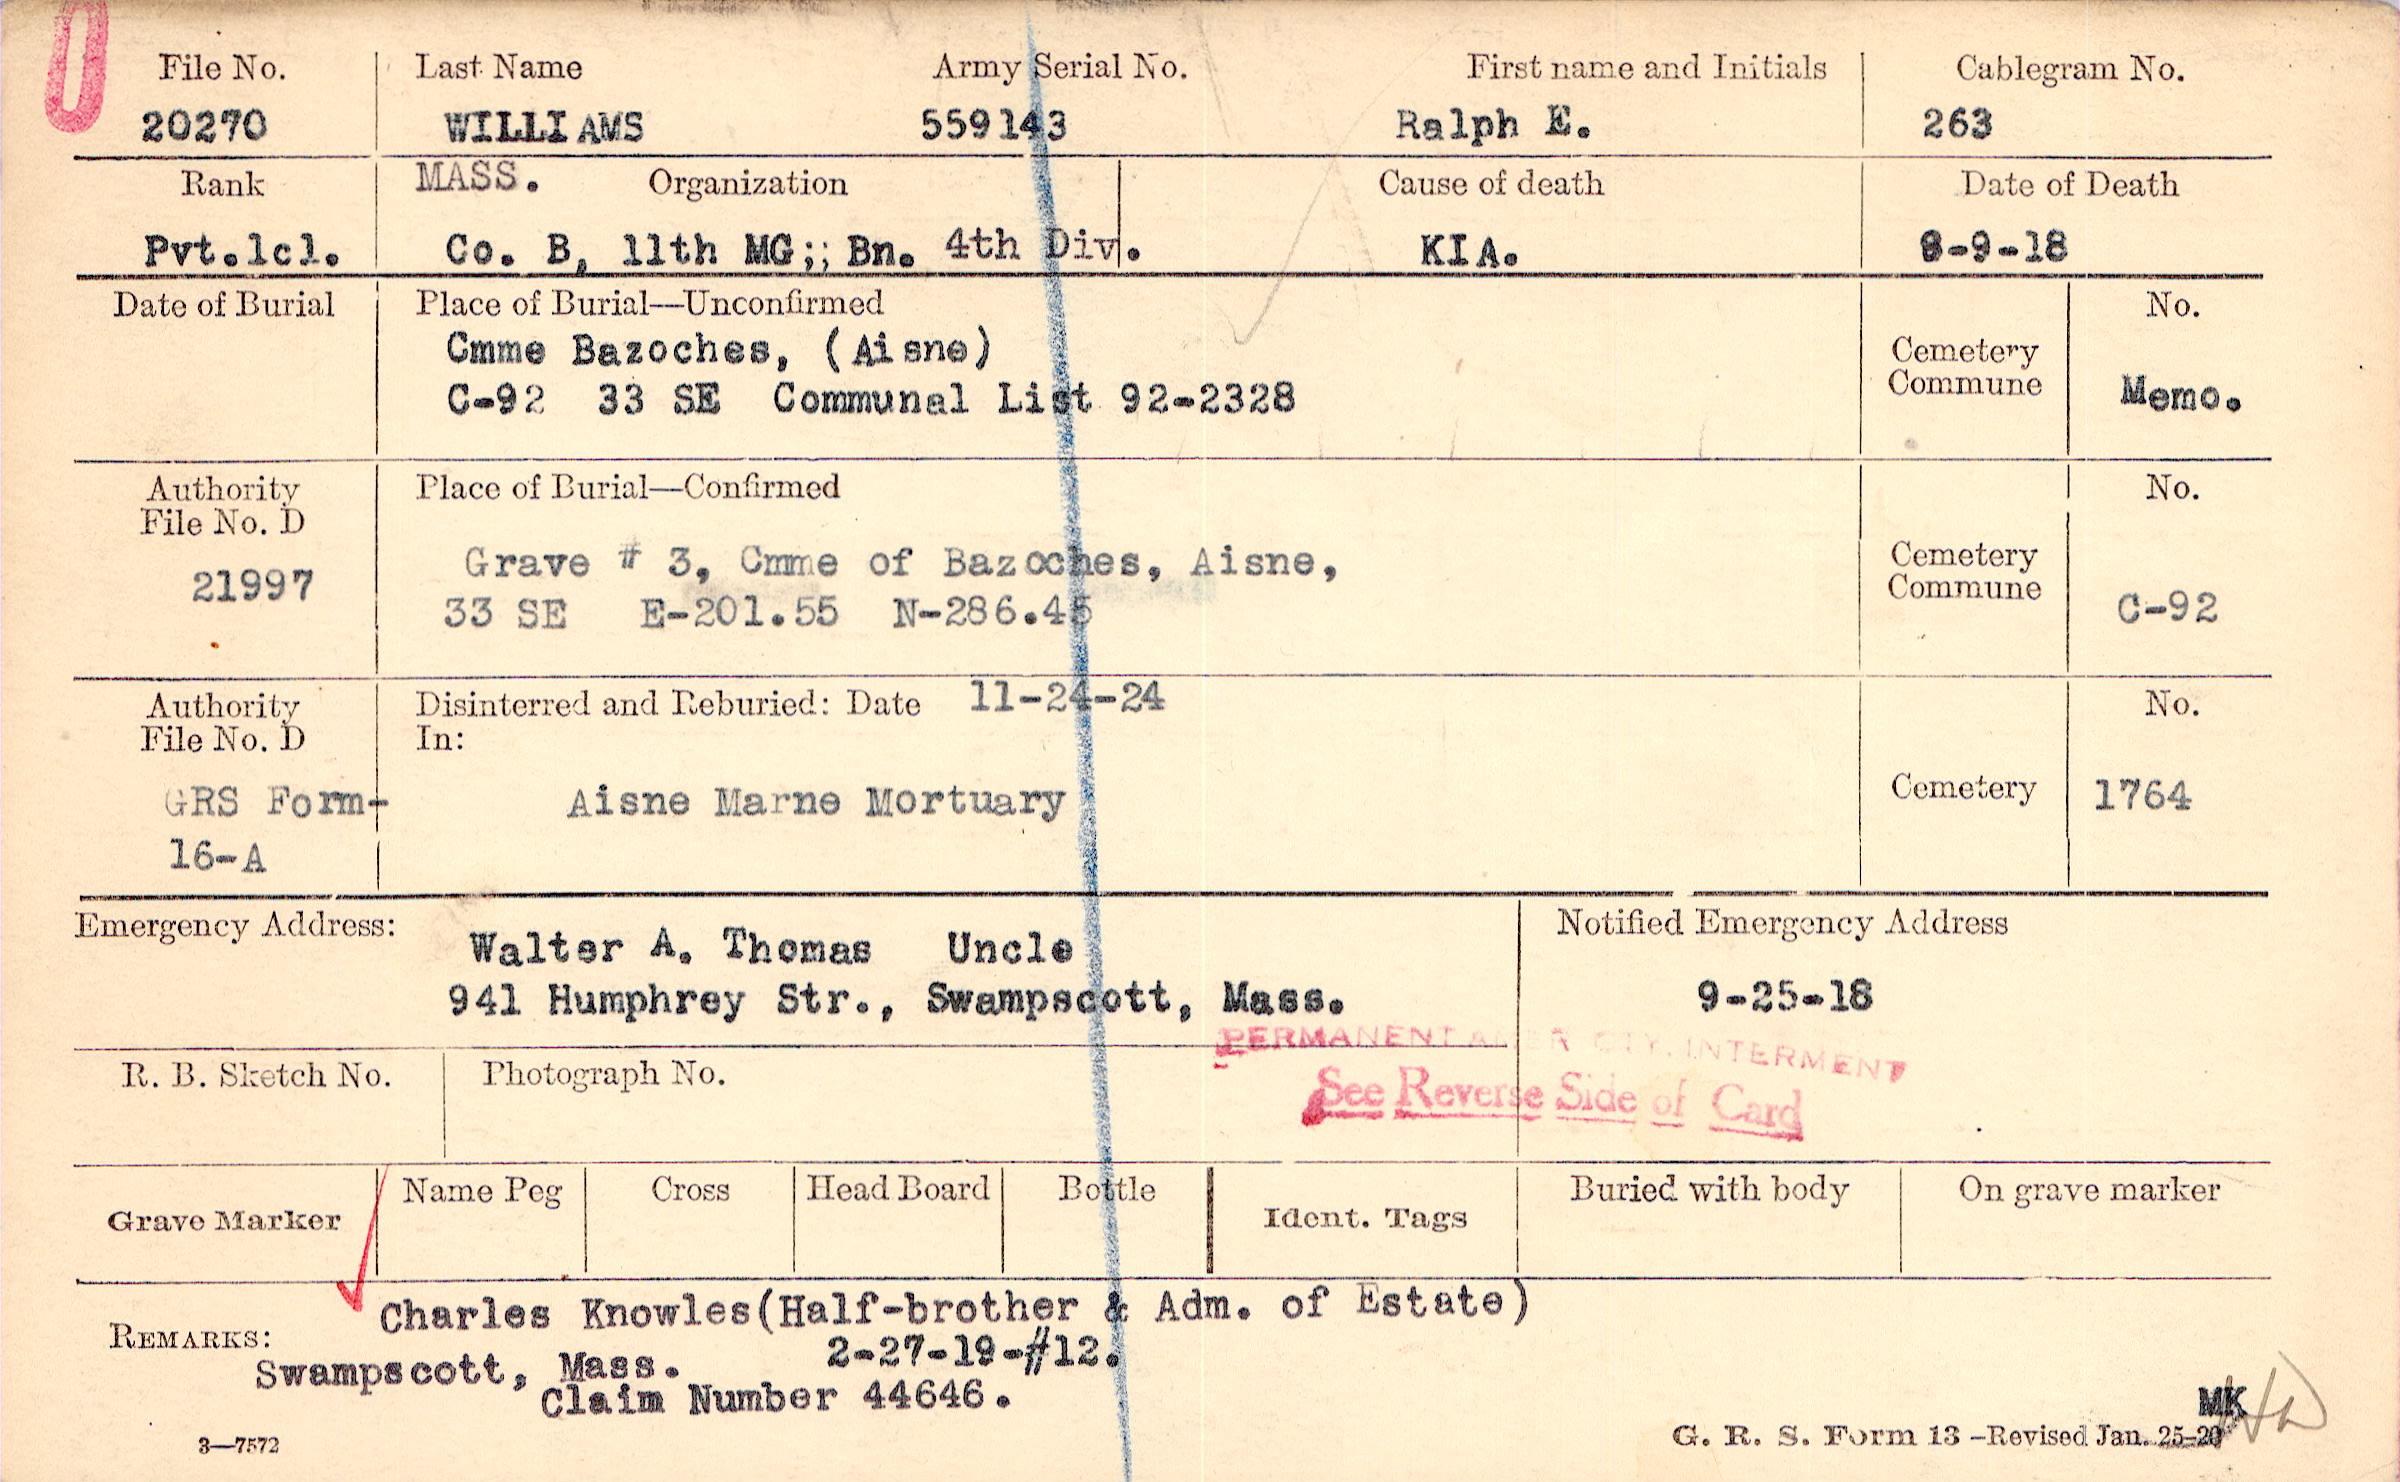 File No. Last Name Army Serial No. First name and Initials Cablegram No.
20270 WILLIAMS 559143 Ralph E. 263
Rank MASS. Organization Cause of death Date of Death
Pvt.1cl. Co. B, 11th MG;; Bn. 4th Div. KIA. 8-9-18
Date of Burial Place of Burial—Unconfirmed No.
Cmme Bazoches, (Aisne) Cemetery
C-92 33 SE Communal List 92-2328 Commune Memo.
Authority Place of Burial—Confirmed No.
File No. D
21997 Grave # 3, Cmme of Bazoches, Aisne, Cemetery
33 SE E-201.55 N-286.45 Commune C-92
Authority Disinterred and Reburied: Date 11-24-24 No.
File No. D In:
GRS Form- Aisne Marne Mortuary Cemetery 1764
16-A
Emergency Address: Notified Emergency Address
Walter A. Thomas Uncle
941 Humphrey Str., Swampscott, Mass. 9-25-18
PERMANENT AMER CTY. INTERMENT
R. B. Sketch No. Photograph No. See Reverse Side of Card
Name Peg Cross Head Board Bottle Buried with body On grave marker
Grave Marker Ident. Tags
Charles Knowles(Half-brother & Adm. of Estate)
REMARKS: 2-27-19-#12.
Swampscott, Mass.
Claim Number 44646.
MK
3—7572 G. R. S. Form 13 -Revised Jan. 25-20